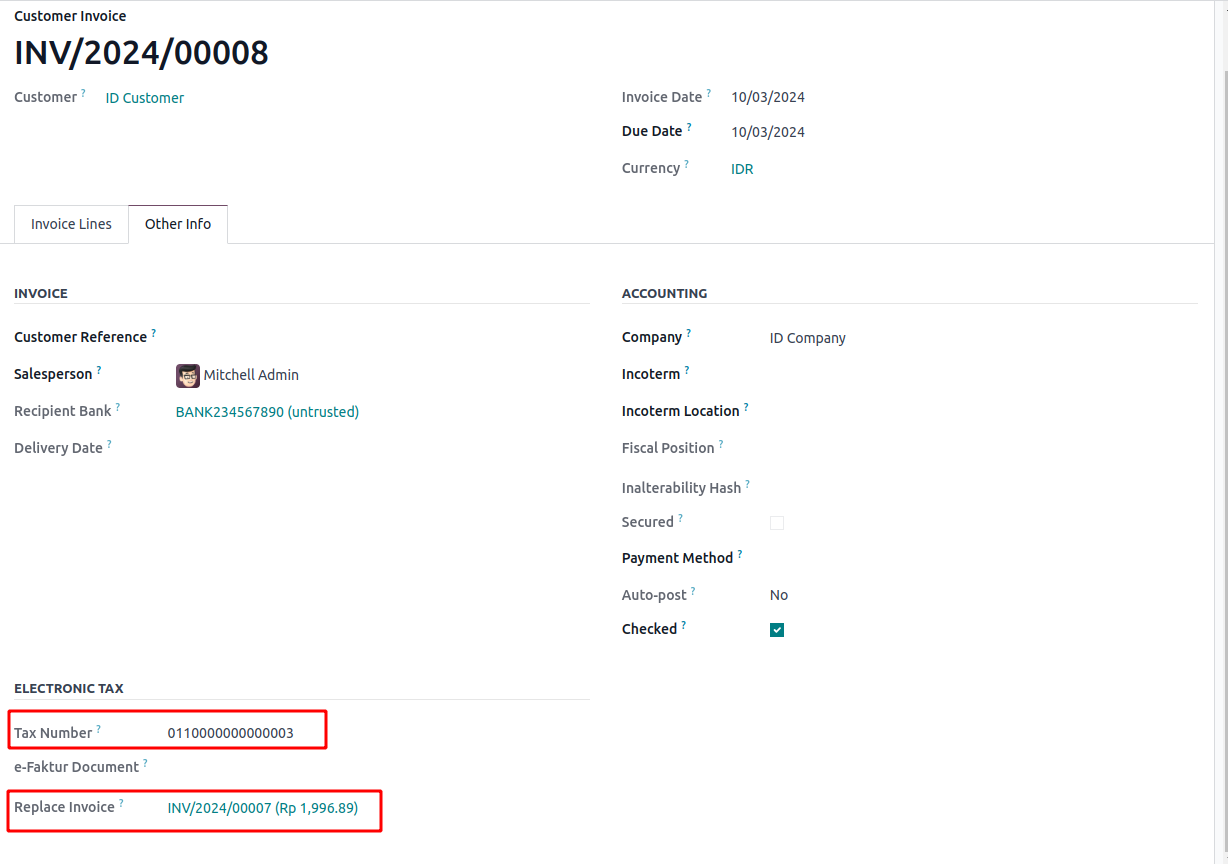 Customer Invoice
INV/2024/00008
Customer ? ID Customer
Invoice Date ? 10/03/2024
Due Date ? 10/03/2024
Currency ? IDR
Invoice Lines
Other Info
INVOICE
Customer Reference ?
Salesperson ? Mitchell Admin
Recipient Bank ? BANK234567890 (untrusted)
Delivery Date ?
ACCOUNTING
Company ? ID Company
Incoterm ?
Incoterm Location ?
Fiscal Position ?
Inalterability Hash ?
Secured ?
Payment Method ?
Auto-post ? No
Checked ?
ELECTRONIC TAX
Tax Number ? 0110000000000003
e-Faktur Document ?
Replace Invoice ? INV/2024/00007 (Rp 1,996.89)